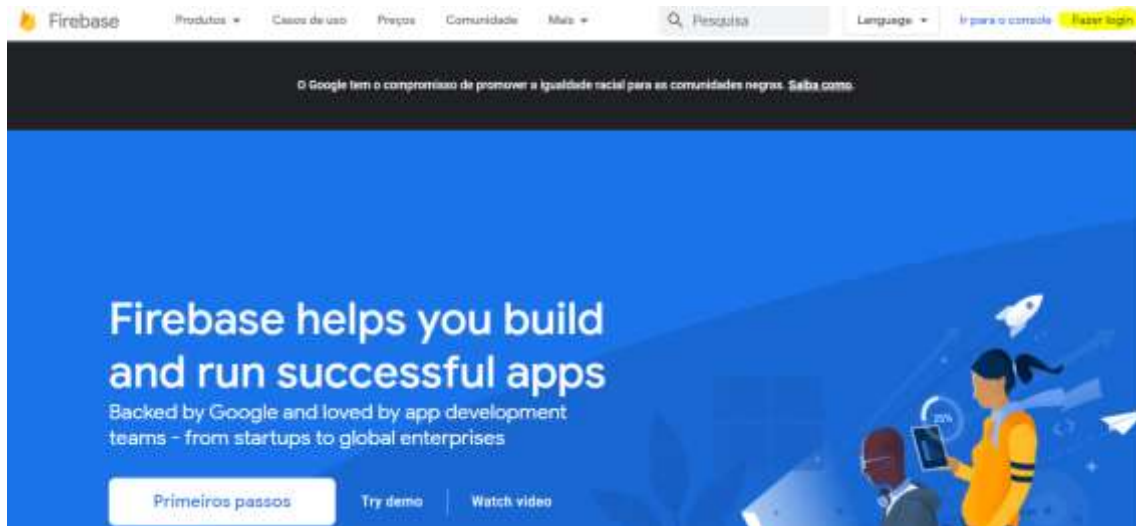 Firebase
Produtos
Casos de uso
Preços
Comunidade
Mais
Pesquisa
Language
Ir para o console
Fazer login
O Google tem o compromisso de promover a igualdade racial para as comunidades negras. Saiba como.
Firebase helps you build
and run successful apps
Backed by Google and loved by app development
teams - from startups to global enterprises
25%
Primeiros passos
Try demo
Watch video